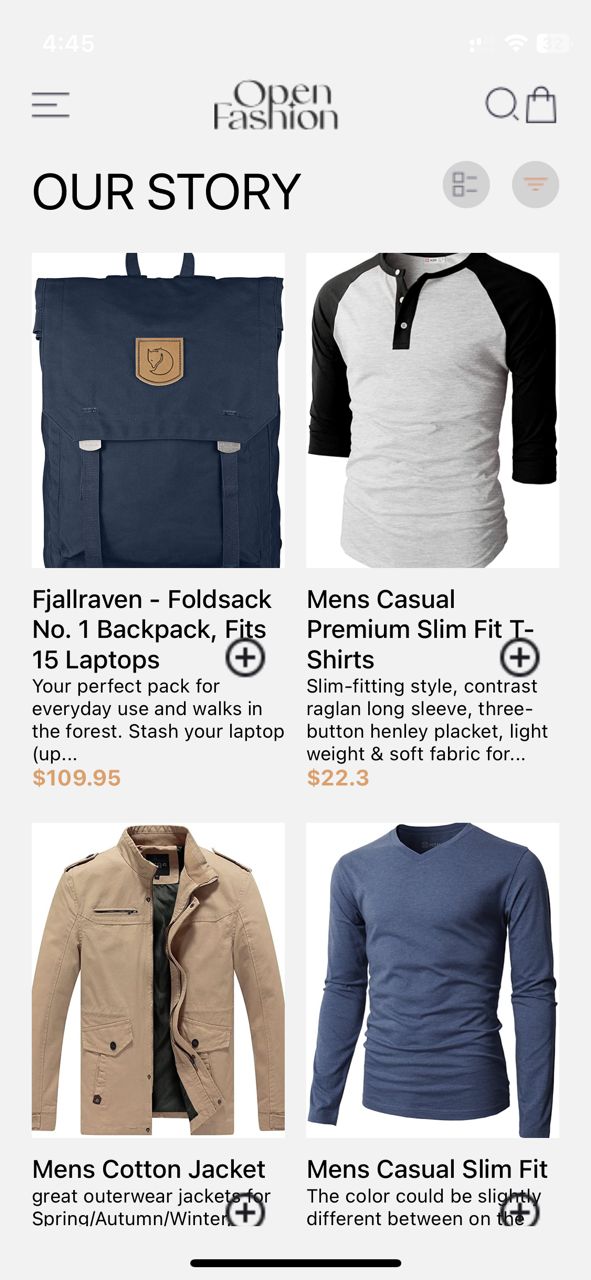 4:45
32
Open
Fashion
OUR STORY
Fjallraven - Foldsack
No. 1 Backpack, Fits
15 Laptops
Your perfect pack for
everyday use and walks in
the forest. Stash your laptop
(up...
$109.95
Mens Casual
Premium Slim Fit T-
Shirts
Slim-fitting style, contrast
raglan long sleeve, three-
button henley placket, light
weight & soft fabric for...
$22.3
Mens Cotton Jacket
great outerwear jackets for
Spring/Autumn/Winter,
Mens Casual Slim Fit
The color could be slightly
different between on the